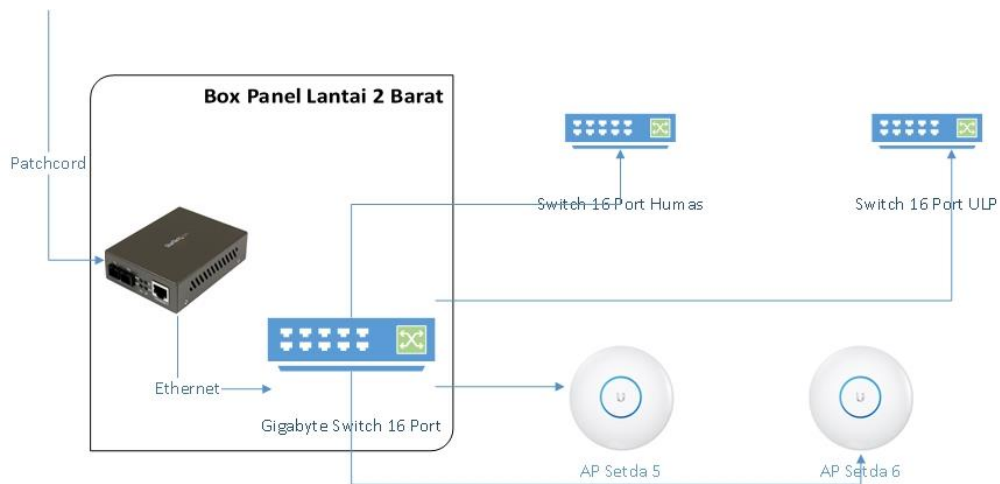 Box Panel Lantai 2 Barat
Patchcord
Switch 16 Port Humas
Switch 16 Port ULP
Ethernet
Gigabyte Switch 16 Port
AP Setda 5
AP Setda 6